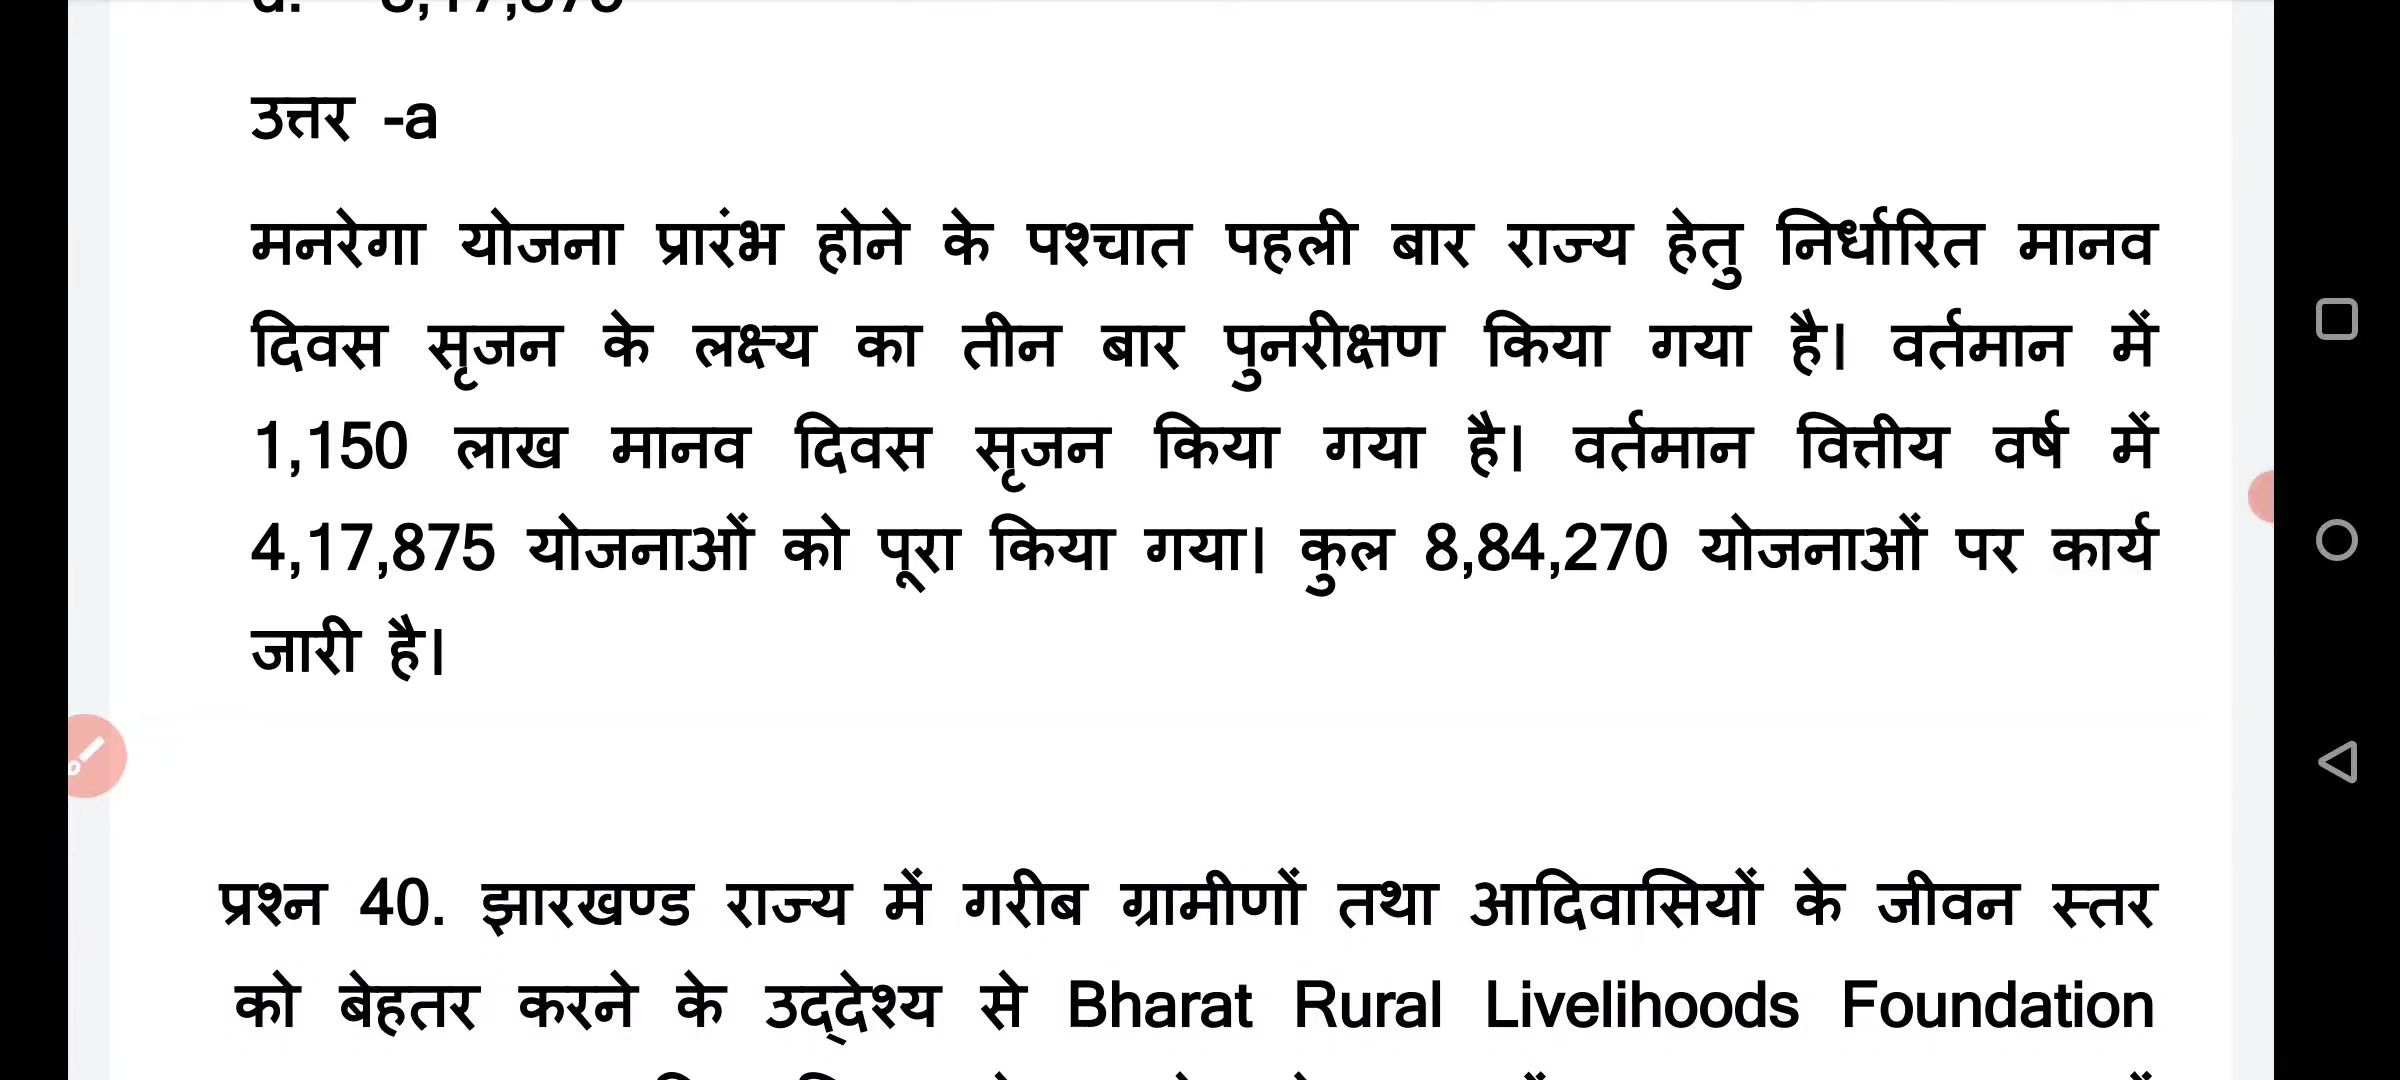 उत्तर -a
मनरेगा योजना प्रारंभ होने के पश्चात पहली बार राज्य हेतु निर्धारित मानव
दिवस सृजन के लक्ष्य का तीन बार पुनरीक्षण किया गया है। वर्तमान में
1,150 लाख मानव दिवस सृजन किया गया है। वर्तमान वित्तीय वर्ष में
4,17,875 योजनाओं को पूरा किया गया। कुल 8,84,270 योजनाओं पर कार्य
जारी है।
प्रश्न 40. झारखण्ड राज्य में गरीब ग्रामीणों तथा आदिवासियों के जीवन स्तर
को बेहतर करने के उद्देश्य से Bharat Rural Livelihoods Foundation